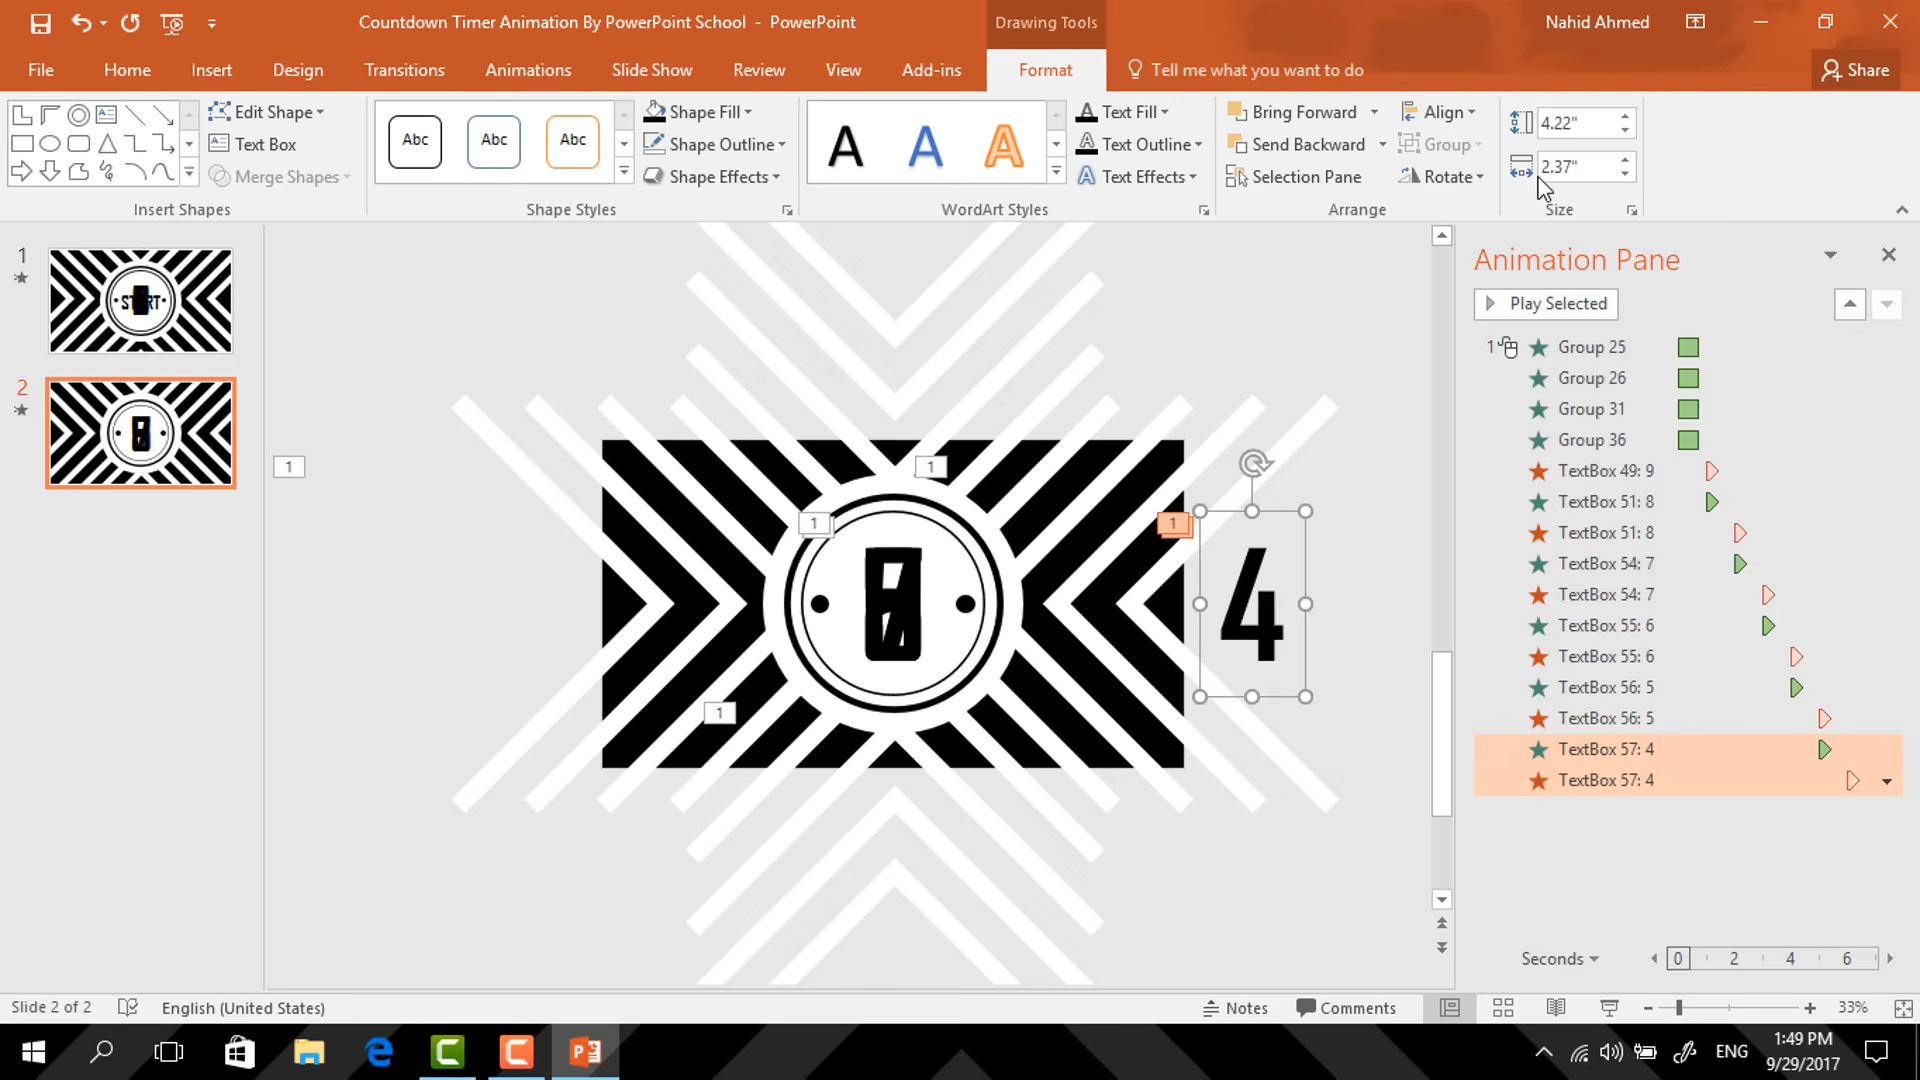 Countdown Timer Animation By PowerPoint School - PowerPoint
Drawing Tools
Nahid Ahmed
File Home Insert Design Transitions Animations Slide Show Review View Add-ins Format Tell me what you want to do Share
Edit Shape
Text Box
Merge Shapes
Insert Shapes
Abc Abc Abc
Shape Fill
Shape Outline
Shape Effects
Shape Styles
A A A
Text Fill
Text Outline
Text Effects
WordArt Styles
Bring Forward
Send Backward
Selection Pane
Align
Group
Rotate
Arrange
4.22"
2.37"
Size
1
2
1
1
1
1
1
4
Animation Pane
Play Selected
1 Group 25
Group 26
Group 31
Group 36
TextBox 49: 9
TextBox 51: 8
TextBox 51: 8
TextBox 54: 7
TextBox 54: 7
TextBox 55: 6
TextBox 55: 6
TextBox 56: 5
TextBox 56: 5
TextBox 57: 4
TextBox 57: 4
Seconds 0 2 4 6
Slide 2 of 2 English (United States) Notes Comments 33%
ENG
1:49 PM
9/29/2017